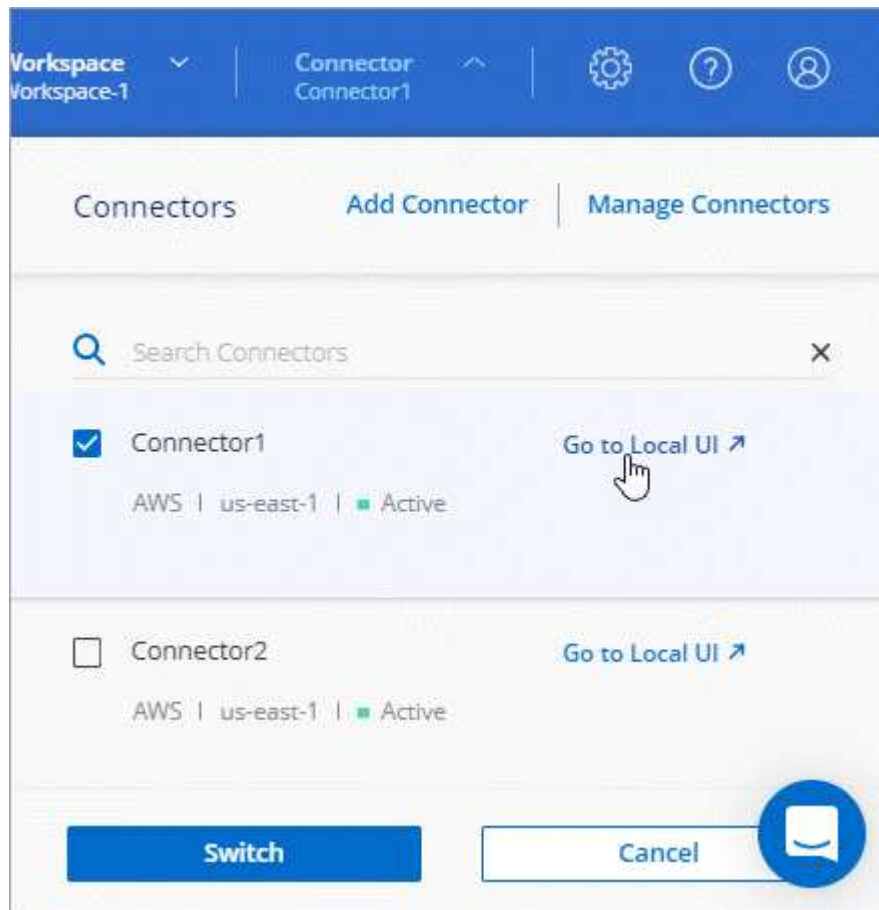 Workspace
Connector
Workspace-1
Connector1
Connectors
Add Connector
Manage Connectors
Search Connectors
Connector1
Go to Local UI
AWS | us-east-1 | Active
Connector2
Go to Local UI
AWS | us-east-1 | Active
Switch
Cancel